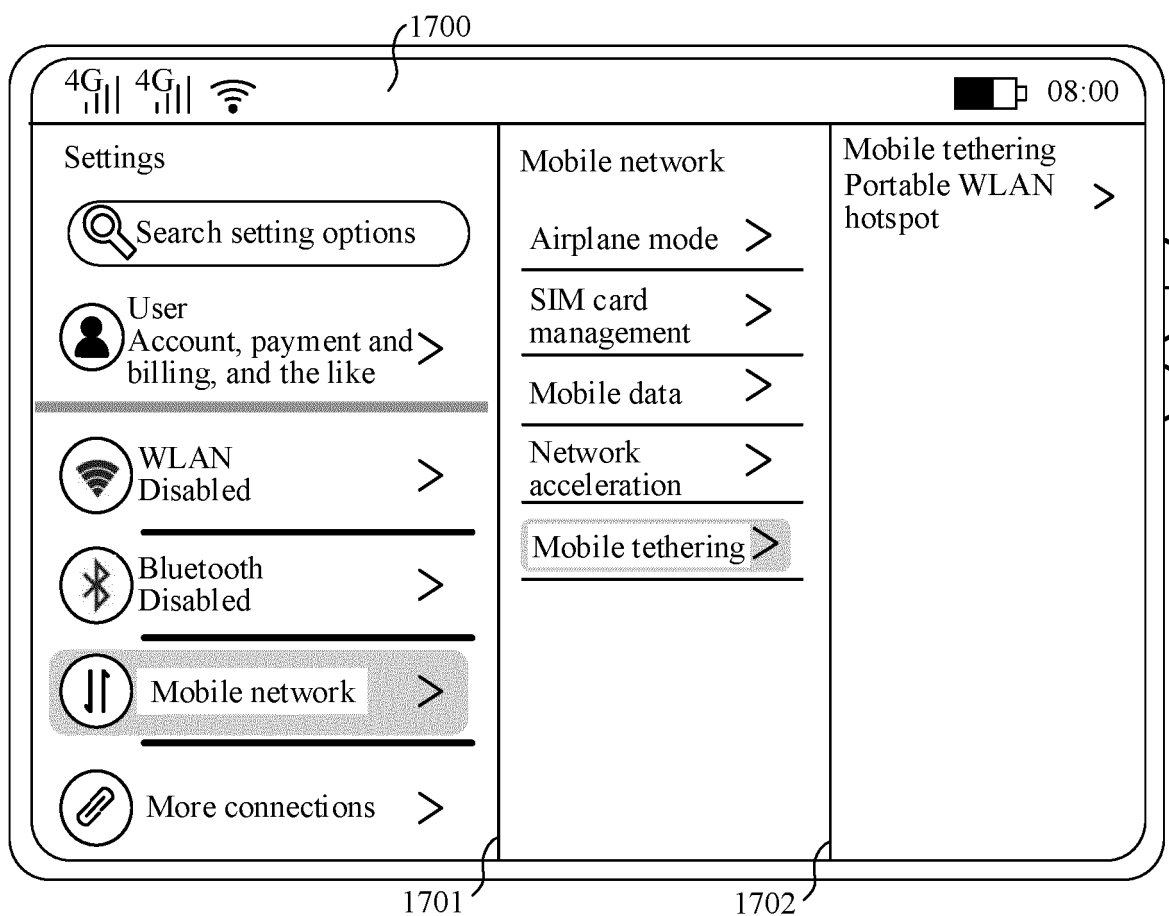 1700
4G 4G 08:00
Settings
Search setting options
User
Account, payment and
billing, and the like
WLAN
Disabled
Bluetooth
Disabled
Mobile network
More connections
Mobile network
Airplane mode
SIM card
management
Mobile data
Network
acceleration
Mobile tethering
Mobile tethering
Portable WLAN
hotspot
1701
1702